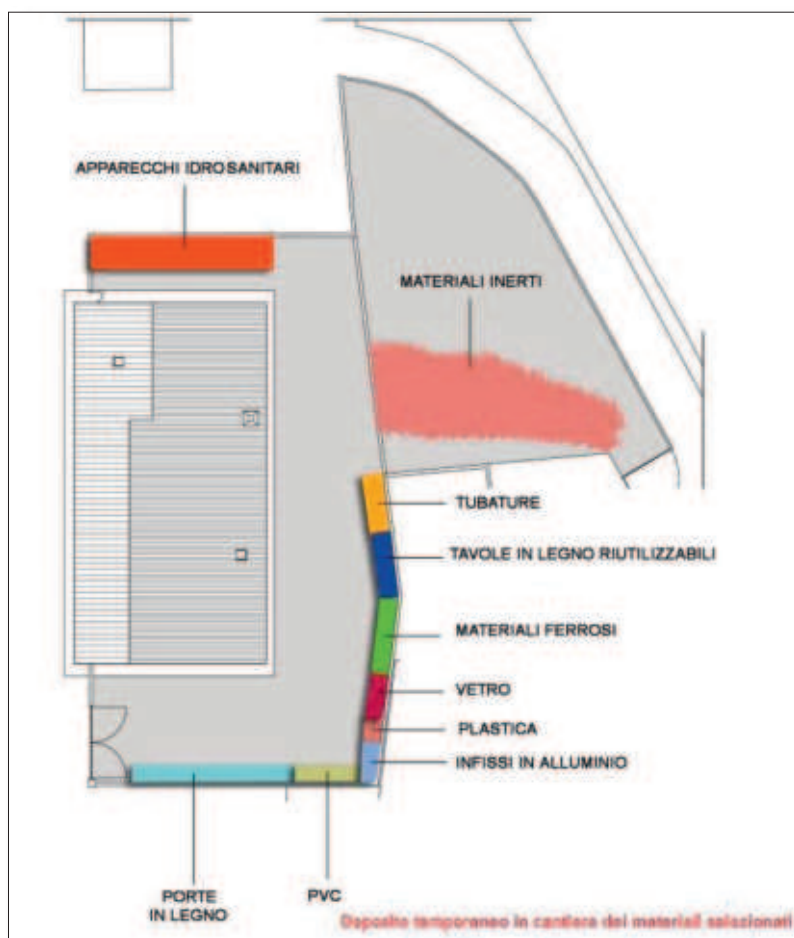 APPARECCHI IDROSANITARI
MATERIALI INERTI
TUBATURE
TAVOLE IN LEGNO RIUTILIZZABILI
MATERIALI FERROSI
VETRO
PLASTICA
INFISSI IN ALLUMINIO
PORTE
IN LEGNO
PVC
Deposito temporaneo in cantiere dei materiali selezionati